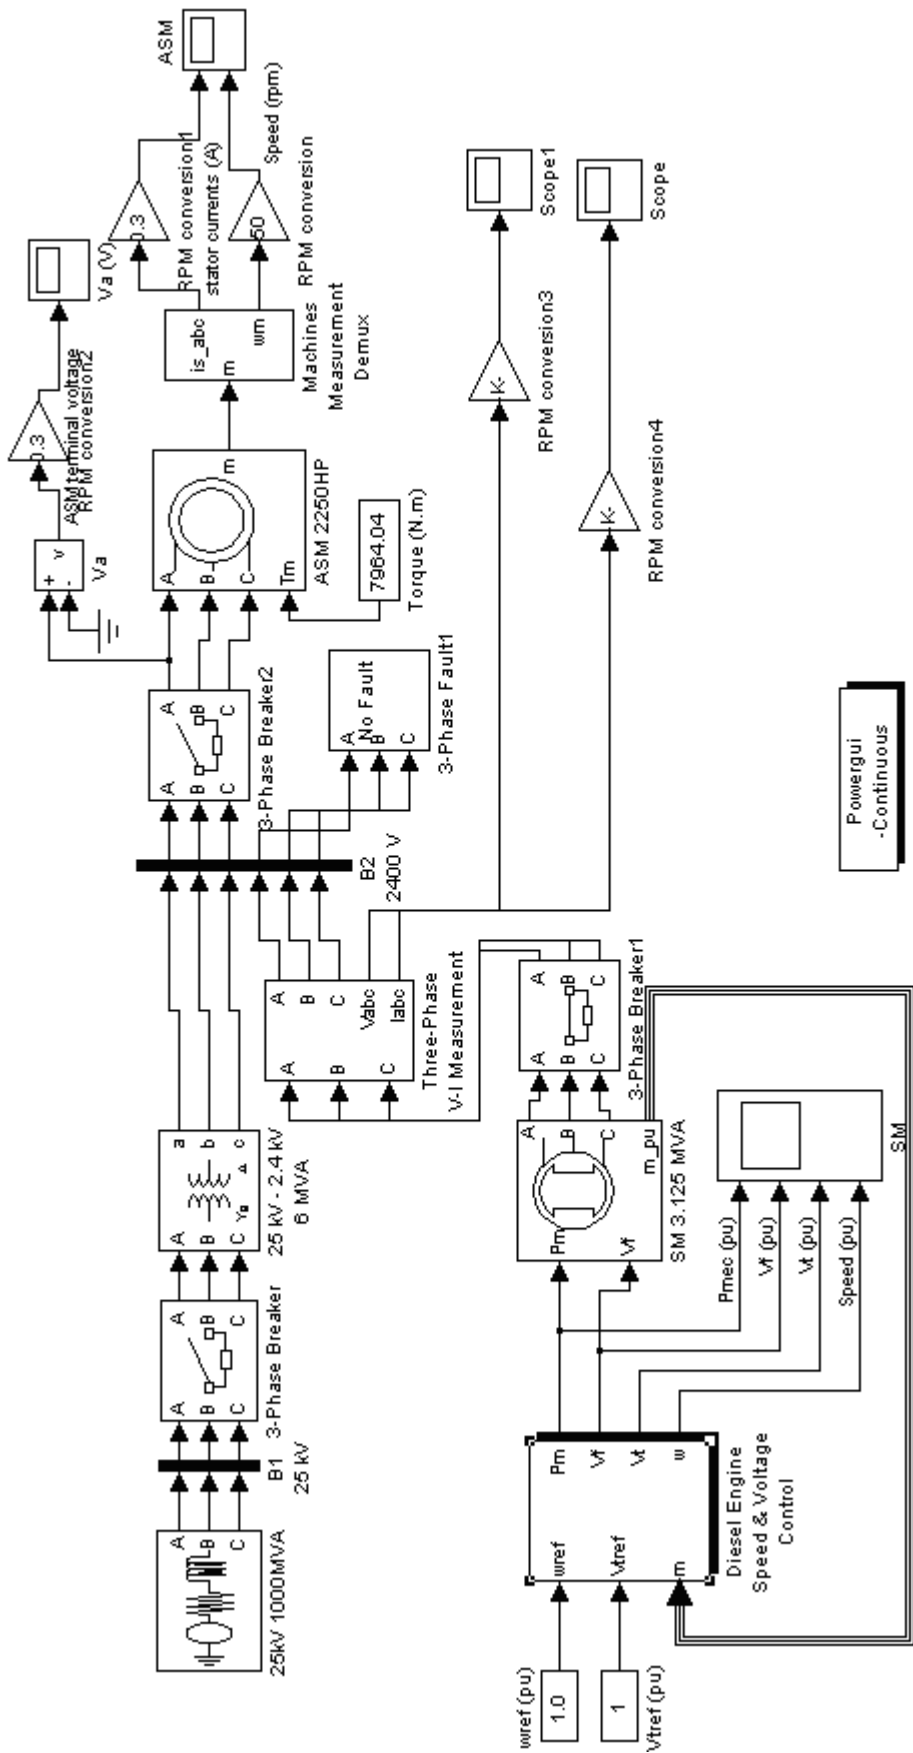 A
B
C
25kV 1000MVA
B1
25 kV
A
B
C
A
B
C
3-Phase Breaker
A
B
C
Yg
a
b
c
25 kV - 2.4 kV
6 MVA
B2
2400 V
A
B
C
A
B
C
3-Phase Breaker2
+
-
v
Va
ASM terminal voltage
0.3
RPM conversion2
Va (V)
A
B
C
Tm
m
ASM 2250HP
7964.04
Torque (N.m)
m
is_abc
wm
Machines
Measurement
Demux
0.3
RPM conversion1
stator currents (A)
50
RPM conversion
Speed (rpm)
ASM
A
B
C
A
B
C
Vabc
Iabc
Three-Phase
V-I Measurement
A
B
C
No Fault
3-Phase Fault1
K-
RPM conversion3
Scope1
K-
RPM conversion4
Scope
wref (pu)
1.0
1
Vtref (pu)
wref
Vtref
m
Pm
Vf
Vt
w
Diesel Engine
Speed & Voltage
Control
Pm
Vf
A
B
C
m_pu
SM 3.125 MVA
A
B
C
A
B
C
3-Phase Breaker1
Pmec (pu)
Vf (pu)
Vt (pu)
Speed (pu)
SM
Powergui
-Continuous